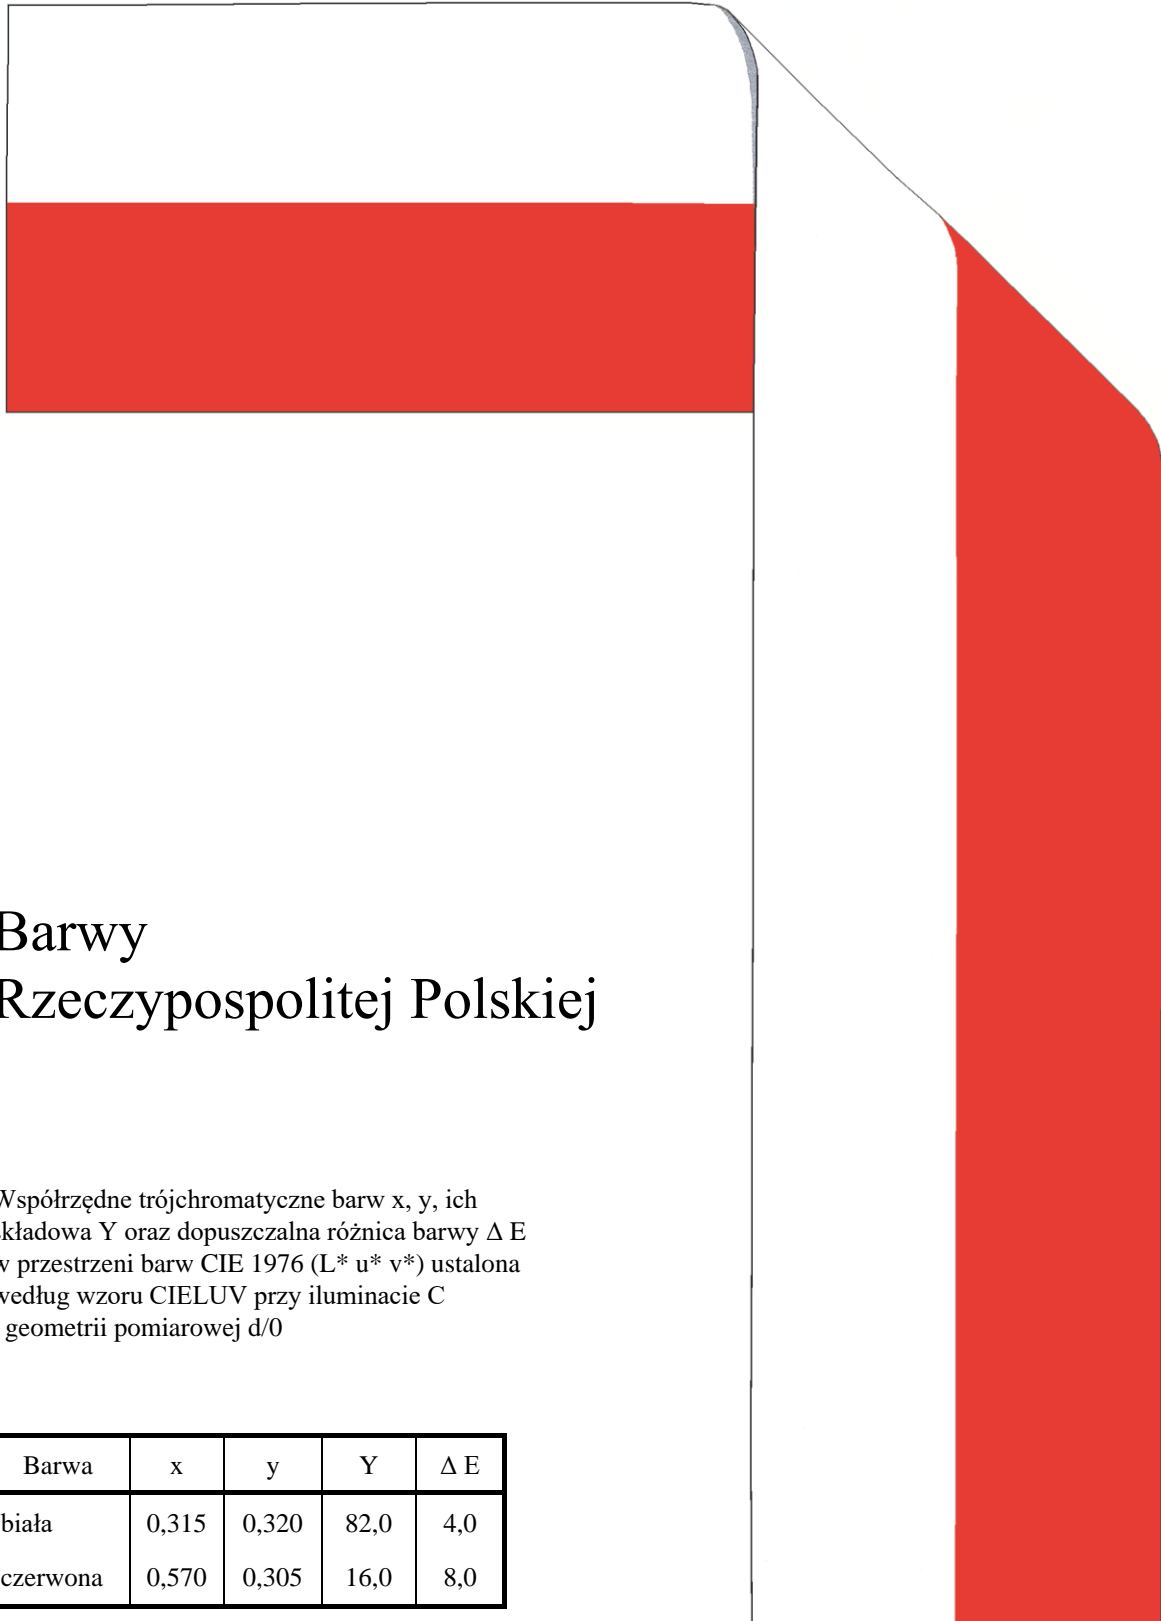 Barwy
Rzeczypospolitej Polskiej
Współrzędne trójchromatyczne barw x, y, ich
składowa Y oraz dopuszczalna różnica barwy Δ E
w przestrzeni barw CIE 1976 (L* u* v*) ustalona
według wzoru CIELUV przy iluminacie C
i geometrii pomiarowej d/0
Barwa x y Y Δ E
biała 0,315 0,320 82,0 4,0
czerwona 0,570 0,305 16,0 8,0